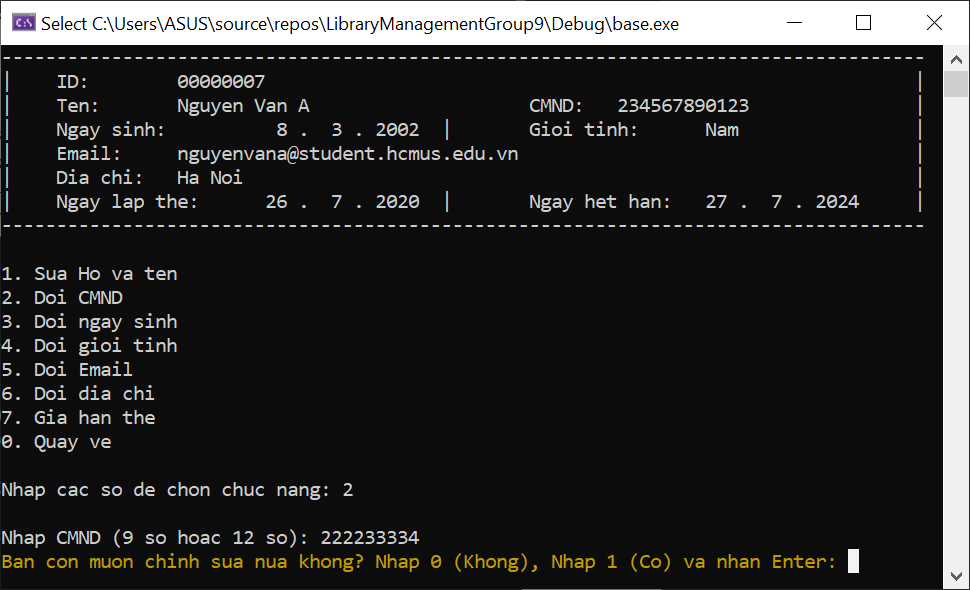 Select C:\Users\ASUS\source\repos\LibraryManagementGroup9\Debug\base.exe
------------------------------------------------------------------------------------
| ID: 00000007 |
| Ten: Nguyen Van A CMND: 234567890123 |
| Ngay sinh: 8 . 3 . 2002 | Gioi tinh: Nam |
| Email: nguyenvana@student.hcmus.edu.vn |
| Dia chi: Ha Noi |
| Ngay lap the: 26 . 7 . 2020 | Ngay het han: 27 . 7 . 2024 |
------------------------------------------------------------------------------------
1. Sua Ho va ten
2. Doi CMND
3. Doi ngay sinh
4. Doi gioi tinh
5. Doi Email
6. Doi dia chi
7. Gia han the
0. Quay ve
Nhap cac so de chon chuc nang: 2
Nhap CMND (9 so hoac 12 so): 222233334
Ban con muon chinh sua nua khong? Nhap 0 (Khong), Nhap 1 (Co) va nhan Enter: